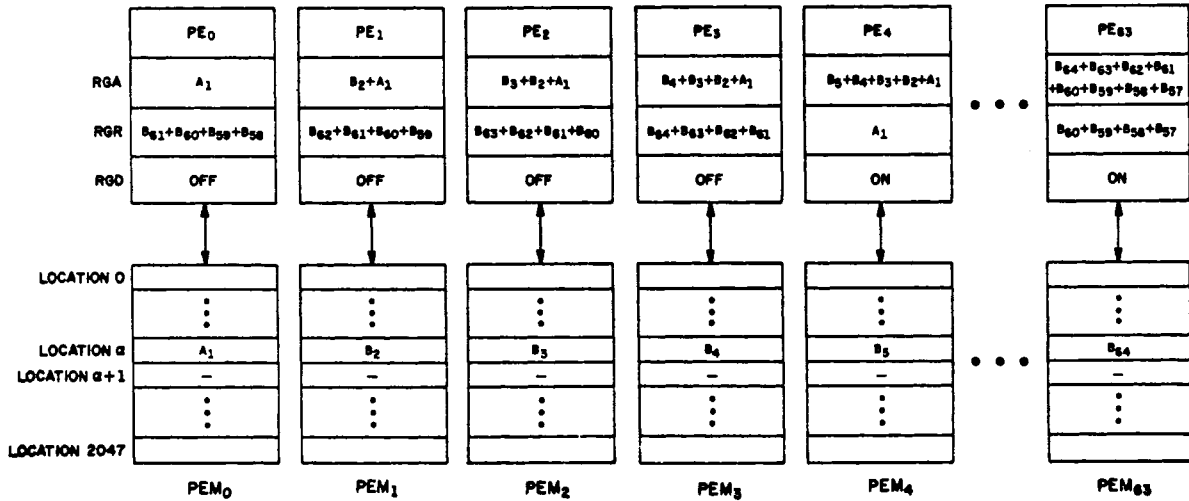 PE₀ PE₁ PE₂ PE₃ PE₄ PE₆₃
RGA A₁ B₂+A₁ B₃+B₂+A₁ B₄+B₃+B₂+A₁ B₅+B₄+B₃+B₂+A₁ B₆₄+B₆₃+B₆₂+B₆₁
+B₆₀+B₅₉+B₅₈+B₅₇
RGR B₆₁+B₆₀+B₅₉+B₅₈ B₆₂+B₆₁+B₆₀+B₅₉ B₆₃+B₆₂+B₆₁+B₆₀ B₆₄+B₆₃+B₆₂+B₆₁ A₁ B₆₀+B₅₉+B₅₈+B₅₇
RGD OFF OFF OFF OFF ON ON
LOCATION 0
LOCATION α A₁ B₂ B₃ B₄ B₅ B₆₄
LOCATION α+1 – – – – – –
LOCATION 2047
PEM₀ PEM₁ PEM₂ PEM₃ PEM₄ PEM₆₃